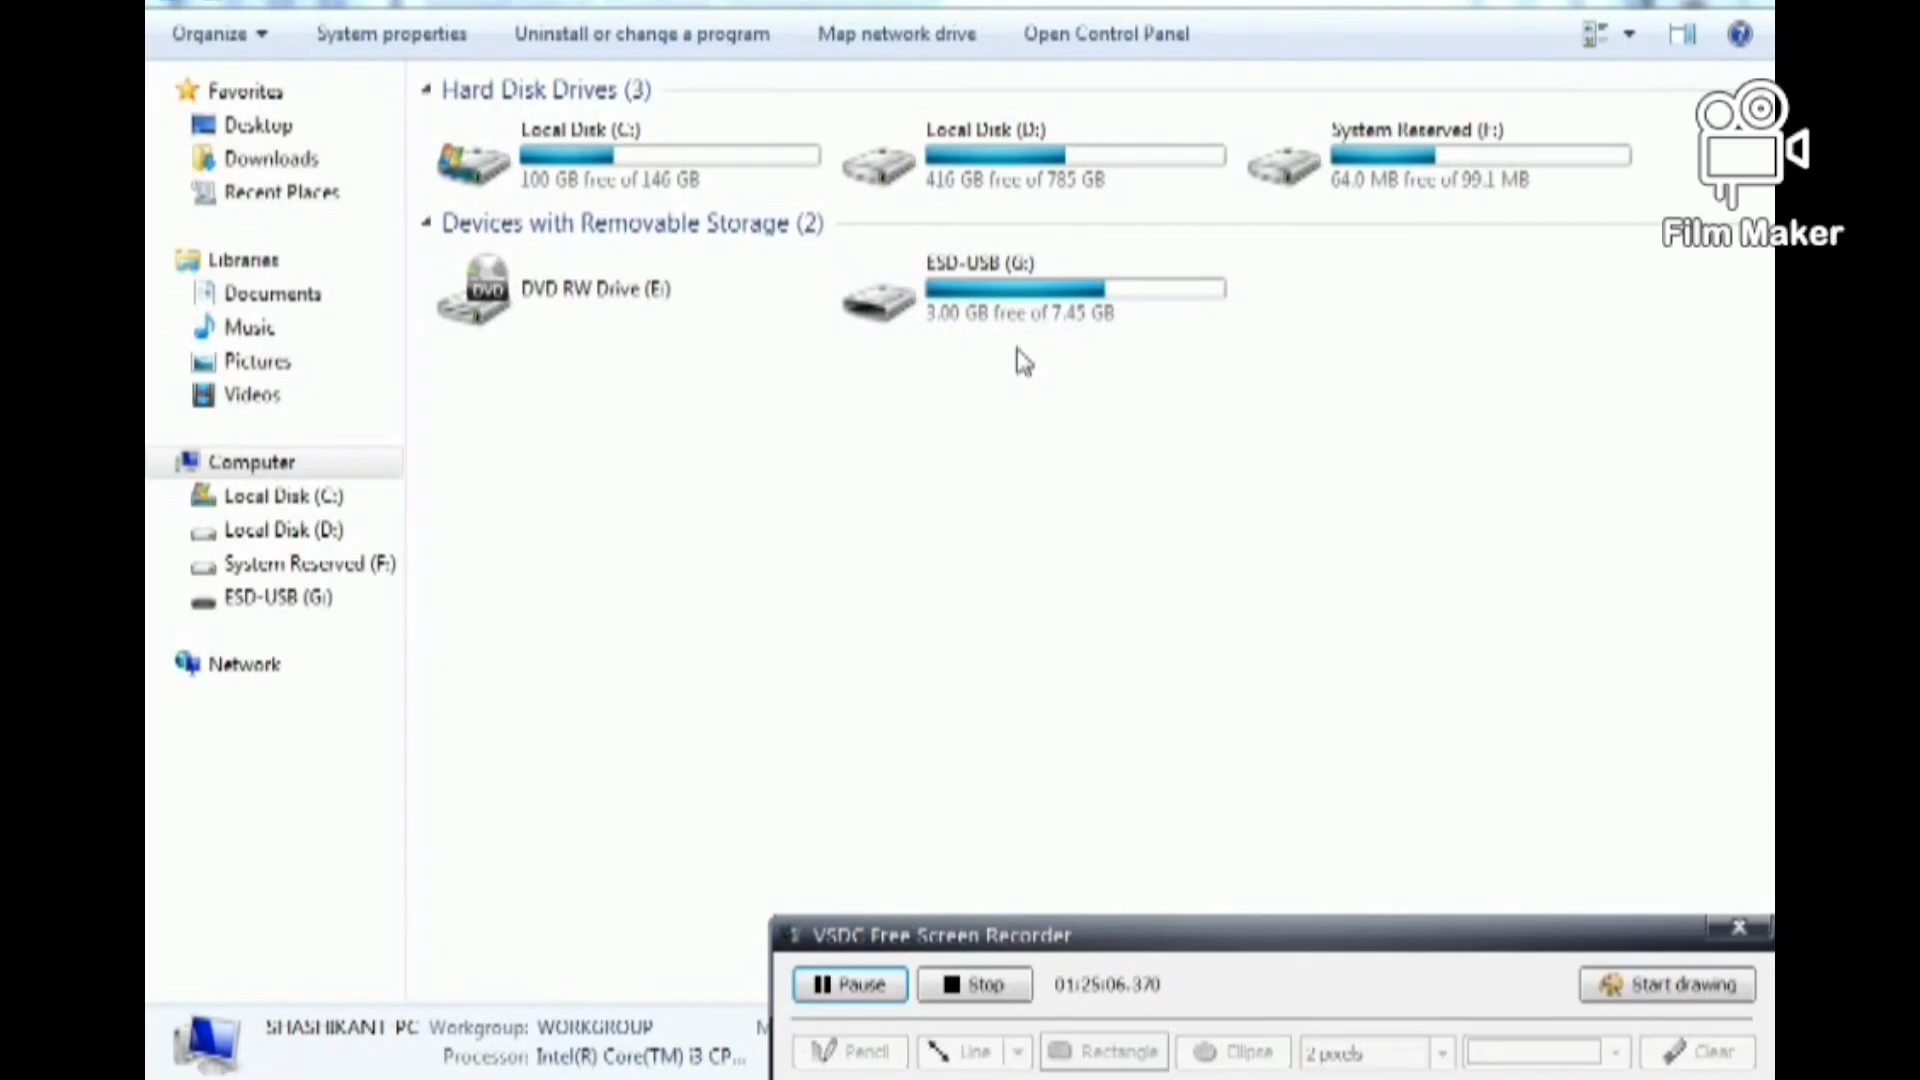 Organize System properties Uninstall or change a program Map network drive Open Control Panel
Favorites
Desktop
Downloads
Recent Places
Libraries
Documents
Music
Pictures
Videos
Computer
Local Disk (C:)
Local Disk (D:)
System Reserved (F:)
ESD-USB (G:)
Network
Hard Disk Drives (3)
Local Disk (C:)
100 GB free of 146 GB
Local Disk (D:)
416 GB free of 785 GB
System Reserved (F:)
64.0 MB free of 99.1 MB
Devices with Removable Storage (2)
DVD
DVD RW Drive (E:)
ESD-USB (G:)
3.00 GB free of 7.45 GB
Film Maker
SHASHIKANT PC Workgroup: WORKGROUP M
Processor: Intel(R) Core(TM) i3 CP...
VSDC Free Screen Recorder
Pause Stop 01:25:06.370 Start drawing
Pencil Line Rectangle Ellipse 2 pixels Clear